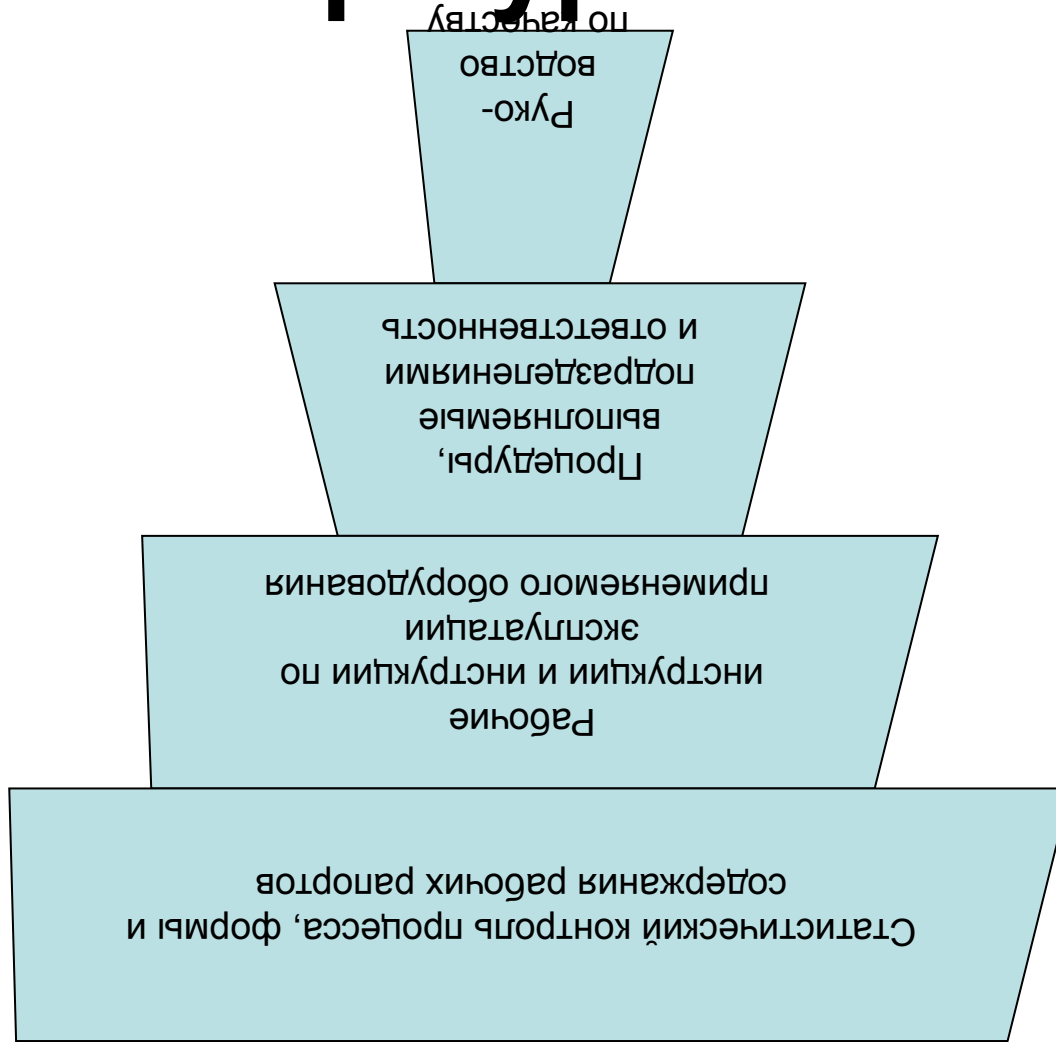 Руко-
водство
по качеству
Процедуры,
выполняемые
подразделениями
и ответственность
Рабочие
инструкции и инструкции по
эксплуатации
применяемого оборудования
Статистический контроль процесса, формы и
содержания рабочих рапортов